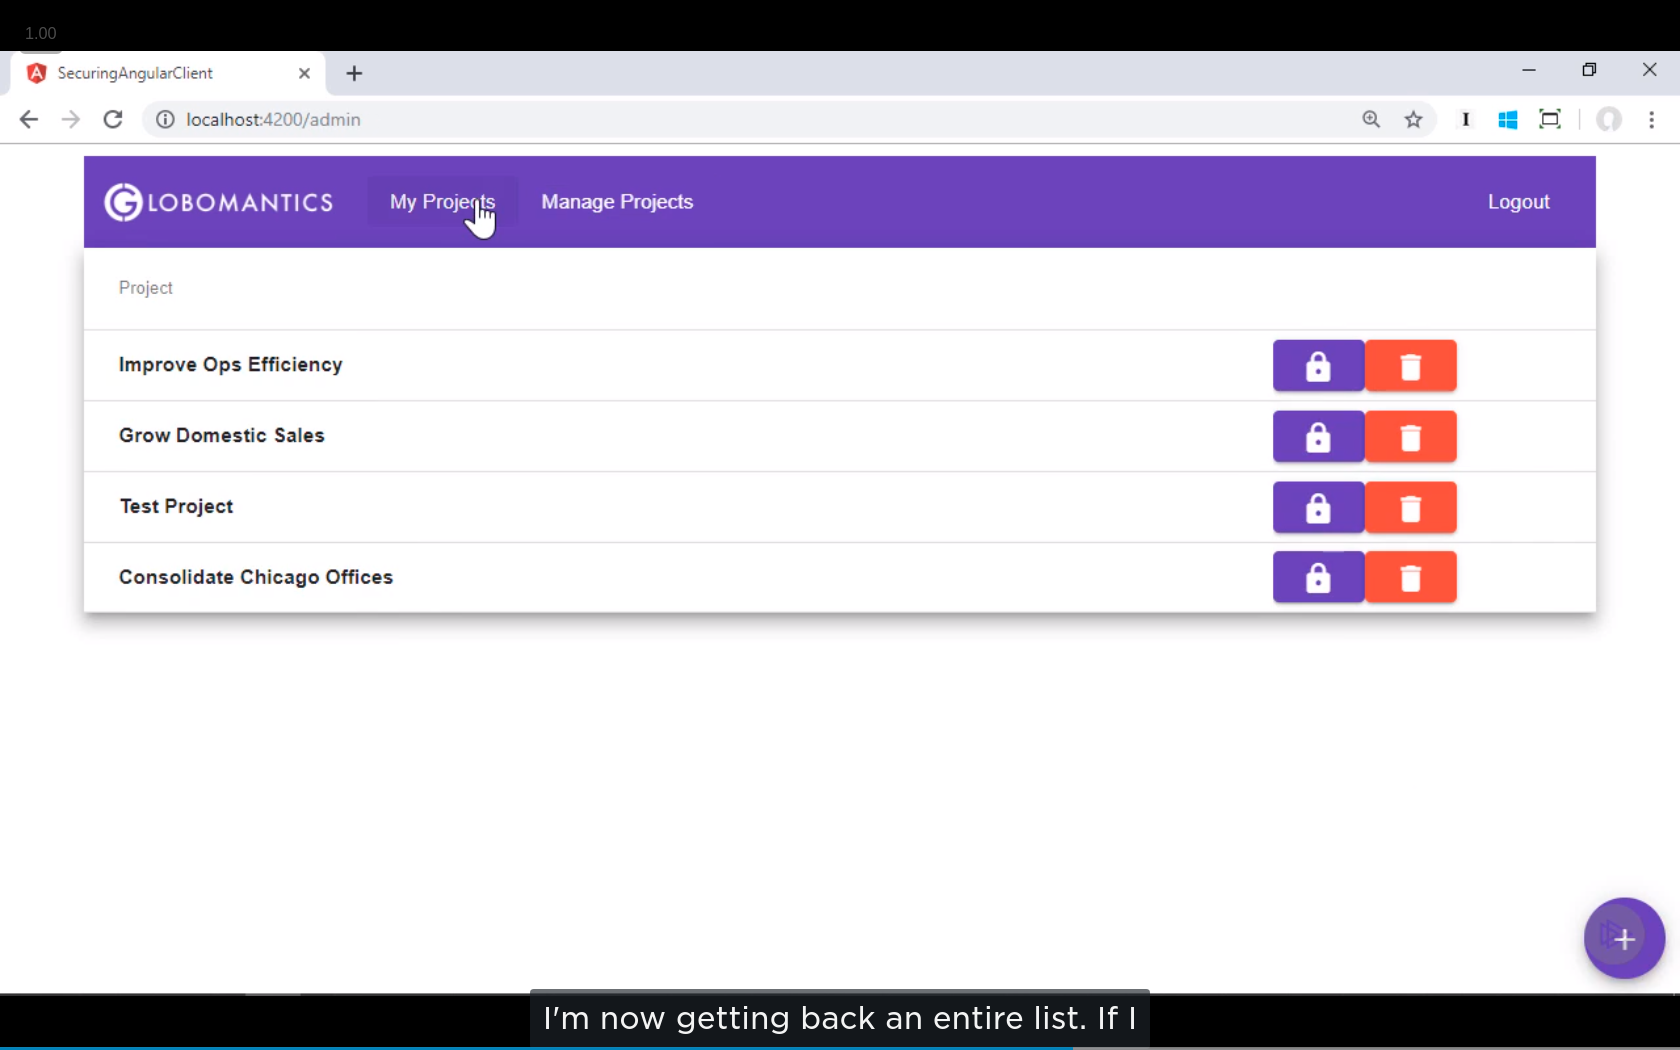 1.00
SecuringAngularClient
localhost:4200/admin
GLOBOMANTICS My Projects Manage Projects Logout
Project
Improve Ops Efficiency
Grow Domestic Sales
Test Project
Consolidate Chicago Offices
I'm now getting back an entire list. If I